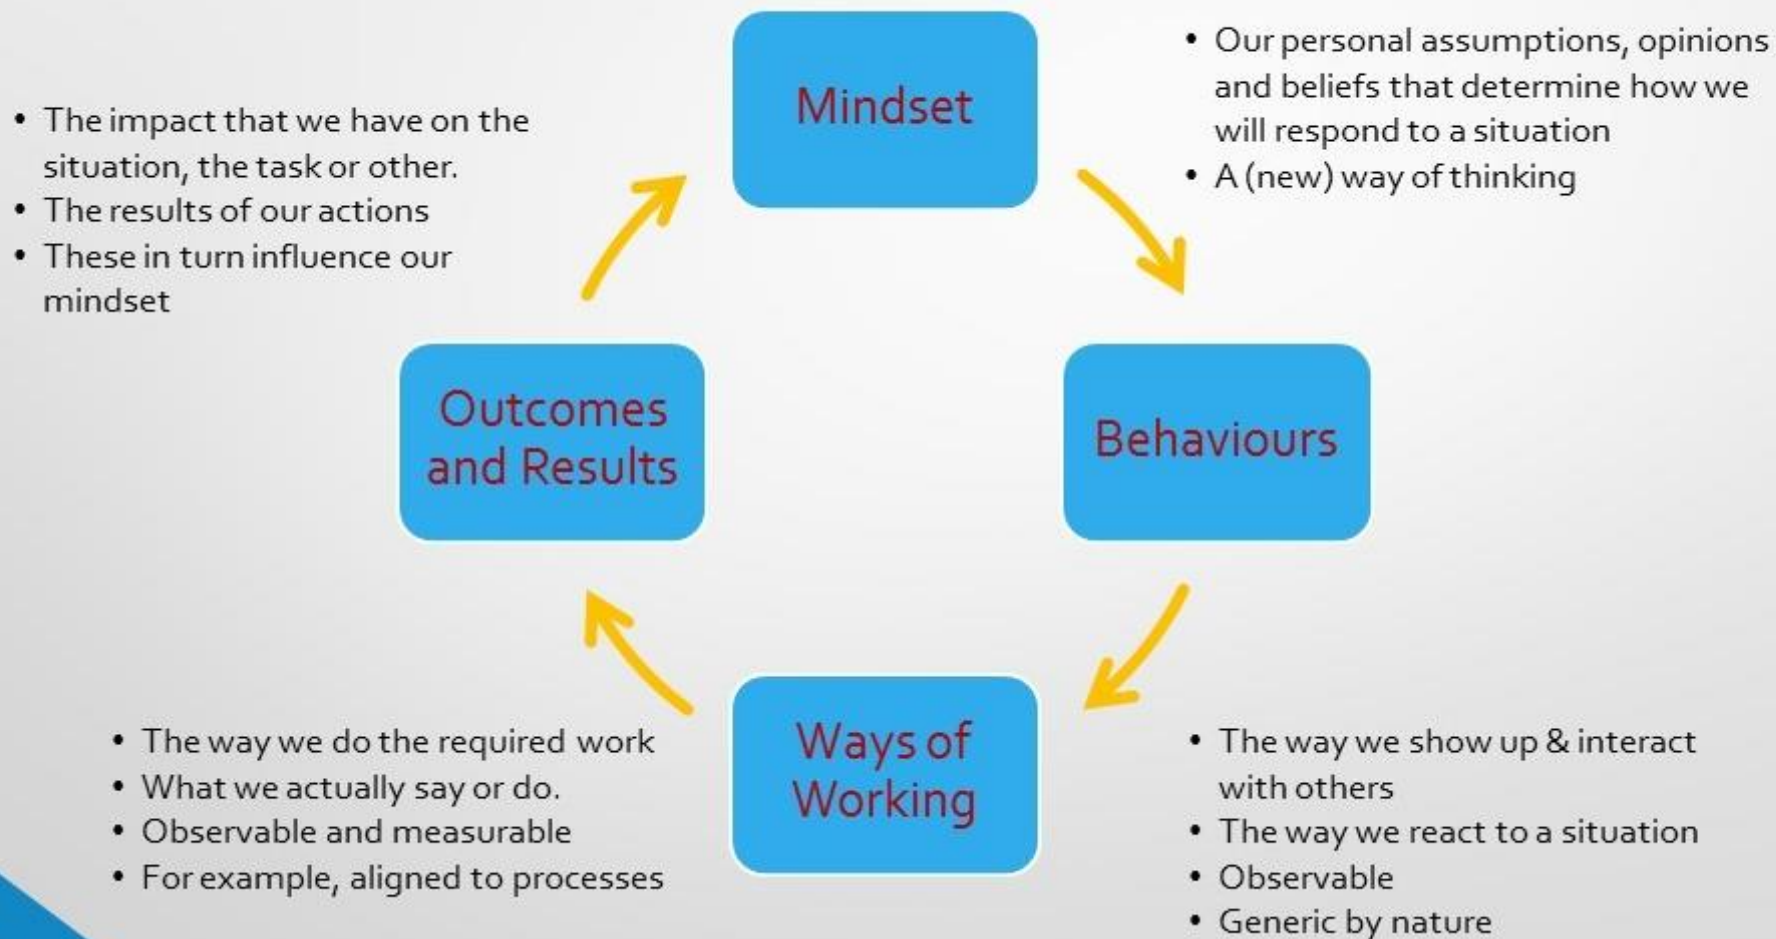 Mindset
• Our personal assumptions, opinions
and beliefs that determine how we
will respond to a situation
• A (new) way of thinking
• The impact that we have on the
situation, the task or other.
• The results of our actions
• These in turn influence our
mindset
Outcomes
and Results
Behaviours
• The way we do the required work
• What we actually say or do.
• Observable and measurable
• For example, aligned to processes
Ways of
Working
• The way we show up & interact
with others
• The way we react to a situation
• Observable
• Generic by nature